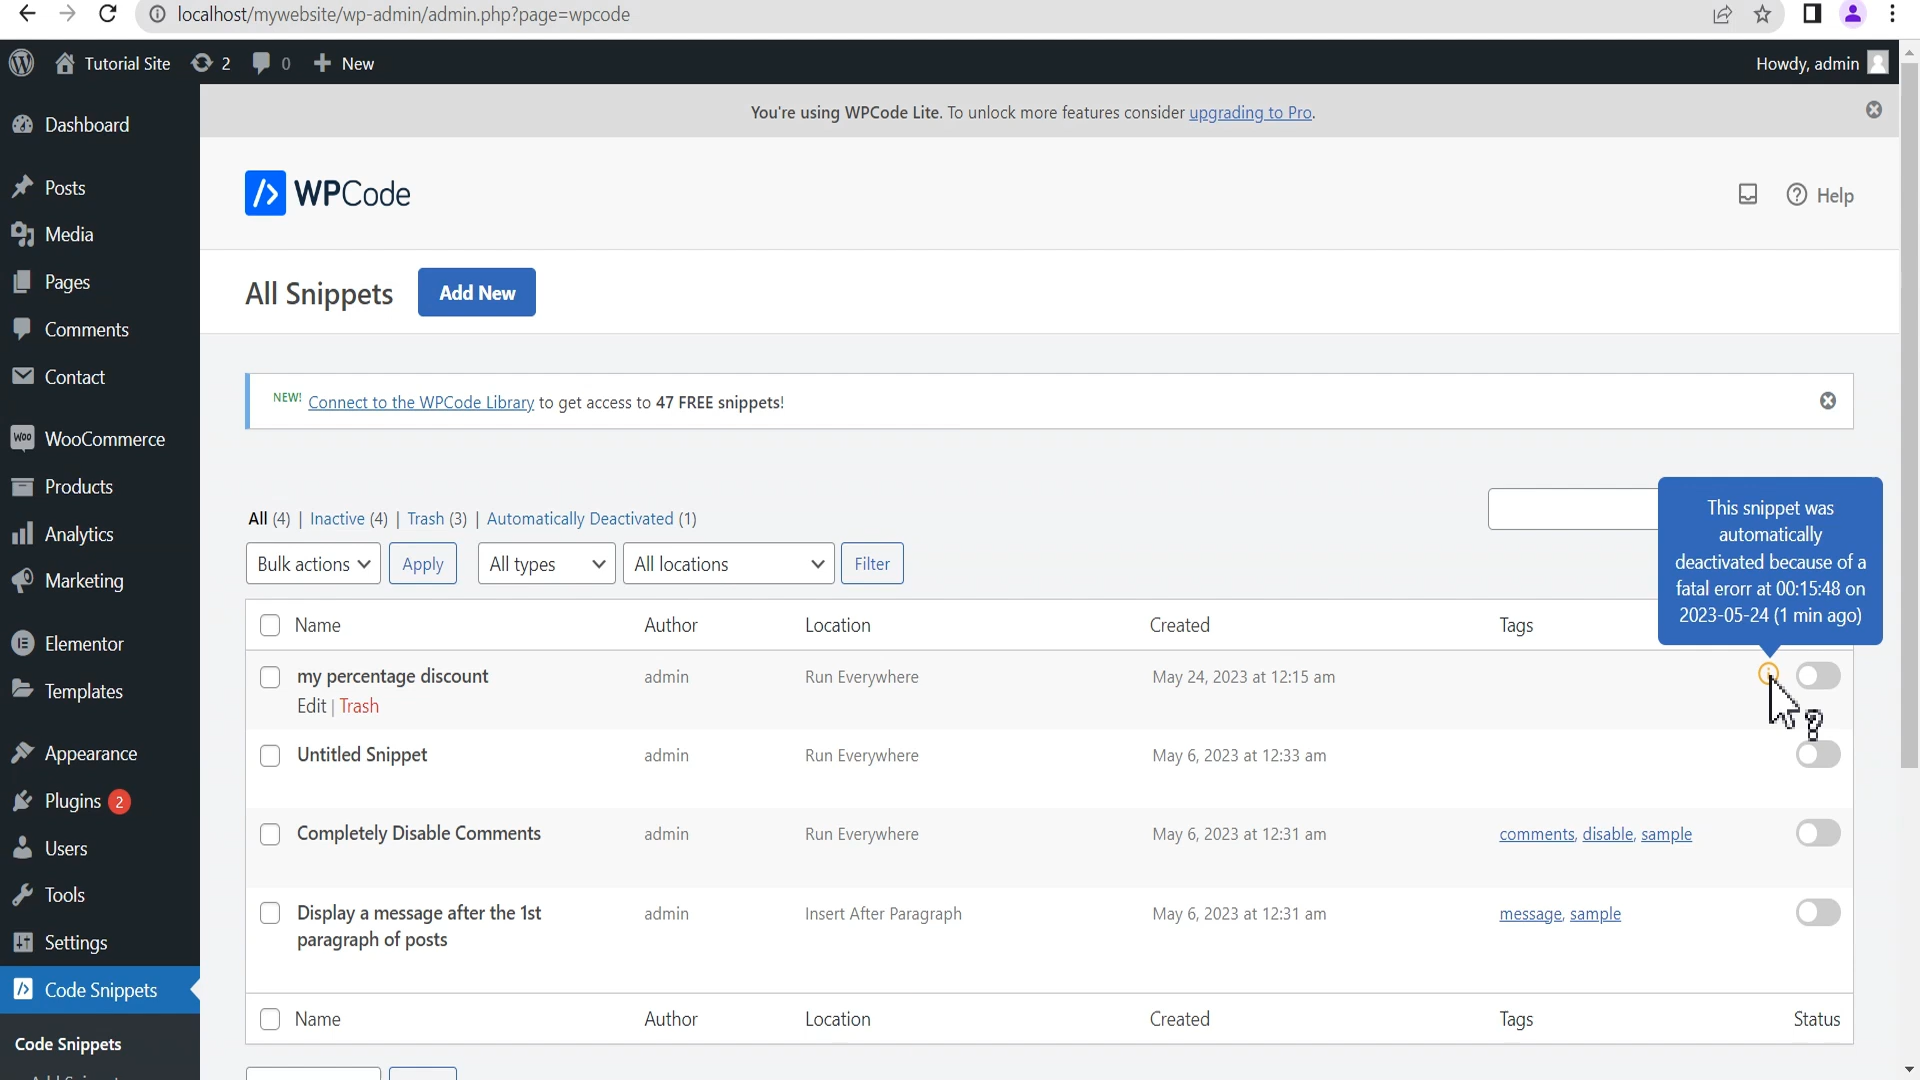 localhost/mywebsite/wp-admin/admin.php?page=wpcode
Tutorial Site 2 0 New
Howdy, admin
You're using WPCode Lite. To unlock more features consider upgrading to Pro.
Dashboard
Posts
Media
Pages
Comments
Contact
WooCommerce
Products
Analytics
Marketing
Elementor
Templates
Appearance
Plugins 2
Users
Tools
Settings
Code Snippets
Code Snippets
WPCode
Help
All Snippets Add New
NEW! Connect to the WPCode Library to get access to 47 FREE snippets!
All (4) | Inactive (4) | Trash (3) | Automatically Deactivated (1)
Bulk actions Apply All types All locations Filter
This snippet was
automatically
deactivated because of a
fatal erorr at 00:15:48 on
2023-05-24 (1 min ago)
Name Author Location Created Tags
my percentage discount admin Run Everywhere May 24, 2023 at 12:15 am
Edit | Trash
Untitled Snippet admin Run Everywhere May 6, 2023 at 12:33 am
Completely Disable Comments admin Run Everywhere May 6, 2023 at 12:31 am comments, disable, sample
Display a message after the 1st admin Insert After Paragraph May 6, 2023 at 12:31 am message, sample
paragraph of posts
Name Author Location Created Tags Status